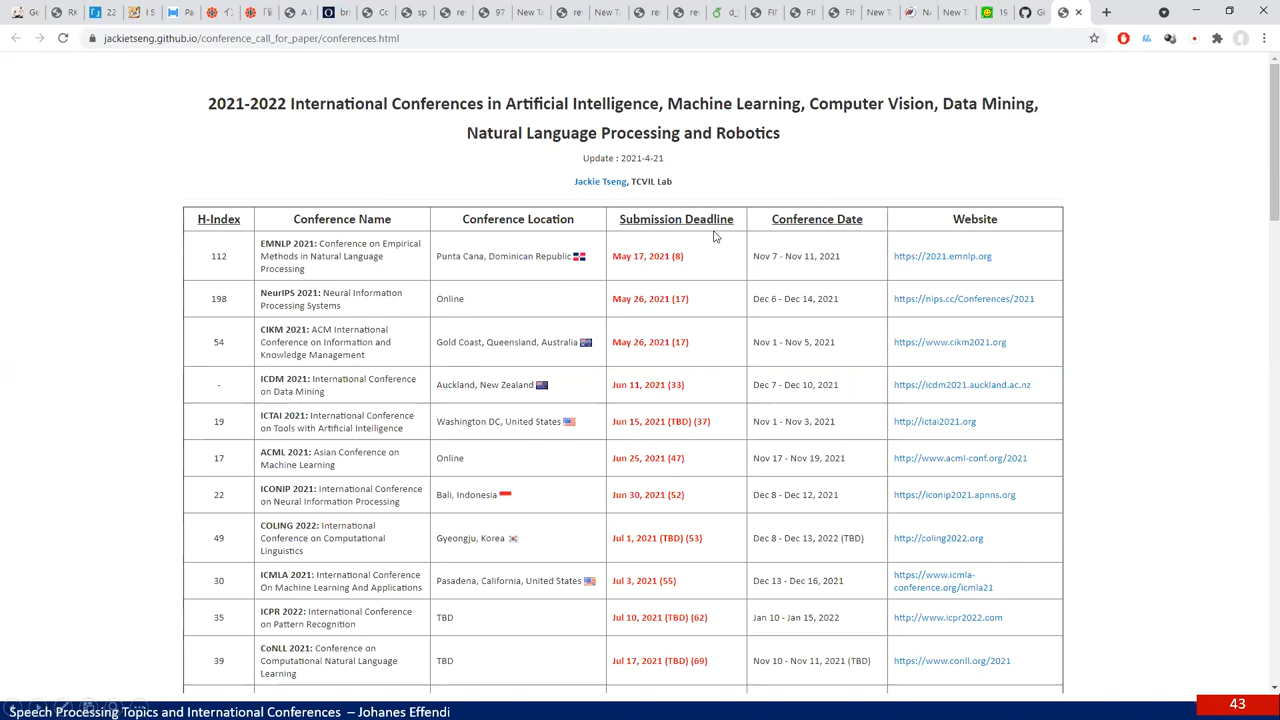 jackietseng.github.io/conference_call_for_paper/conferences.html
2021-2022 International Conferences in Artificial Intelligence, Machine Learning, Computer Vision, Data Mining,
Natural Language Processing and Robotics
Update : 2021-4-21
Jackie Tseng, TCVIL Lab
H-Index Conference Name Conference Location Submission Deadline Conference Date Website
EMNLP 2021: Conference on Empirical
112 Methods in Natural Language Punta Cana, Dominican Republic May 17, 2021 (8) Nov 7 - Nov 11, 2021 https://2021.emnlp.org
Processing
NeurIPS 2021: Neural Information
198 Online May 26, 2021 (17) Dec 6 - Dec 14, 2021 https://nips.cc/Conferences/2021
Processing Systems
CIKM 2021: ACM International
54 Conference on Information and Gold Coast, Queensland, Australia May 26, 2021 (17) Nov 1 - Nov 5, 2021 https://www.cikm2021.org
Knowledge Management
ICDM 2021: International Conference
- Auckland, New Zealand Jun 11, 2021 (33) Dec 7 - Dec 10, 2021 https://icdm2021.auckland.ac.nz
on Data Mining
ICTAI 2021: International Conference
19 Washington DC, United States Jun 15, 2021 (TBD) (37) Nov 1 - Nov 3, 2021 http://ictai2021.org
on Tools with Artificial Intelligence
ACML 2021: Asian Conference on
17 Online Jun 25, 2021 (47) Nov 17 - Nov 19, 2021 http://www.acml-conf.org/2021
Machine Learning
ICONIP 2021: International Conference
22 Bali, Indonesia Jun 30, 2021 (52) Dec 8 - Dec 12, 2021 https://iconip2021.apnns.org
on Neural Information Processing
COLING 2022: International
49 Conference on Computational Gyeongju, Korea Jul 1, 2021 (TBD) (53) Dec 8 - Dec 13, 2022 (TBD) http://coling2022.org
Linguistics
ICMLA 2021: International Conference https://www.icmla-
30 Pasadena, California, United States Jul 3, 2021 (55) Dec 13 - Dec 16, 2021
On Machine Learning And Applications conference.org/icmla21
ICPR 2022: International Conference
35 TBD Jul 10, 2021 (TBD) (62) Jan 10 - Jan 15, 2022 http://www.icpr2022.com
on Pattern Recognition
CoNLL 2021: Conference on
39 Computational Natural Language TBD Jul 17, 2021 (TBD) (69) Nov 10 - Nov 11, 2021 (TBD) https://www.conll.org/2021
Learning
Speech Processing Topics and International Conferences – Johanes Effendi 43